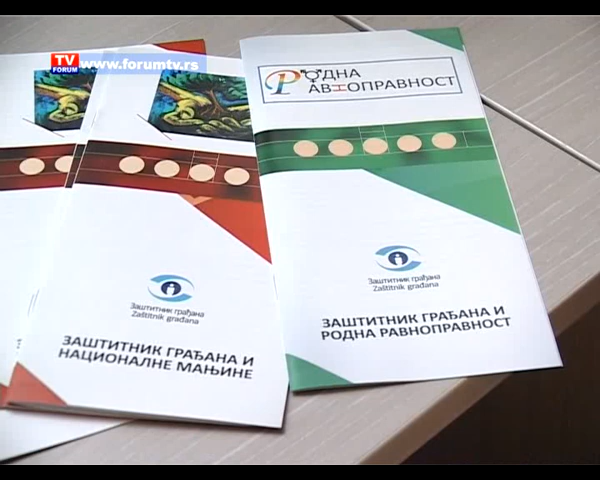 TV
FORUM
www.forumtv.rs
РОДНА
РАВНОПРАВНОСТ
Заштитник грађана
Zaštitnik građana
ЗАШТИТНИК ГРАЂАНА И
РОДНА РАВНОПРАВНОСТ
Заштитник грађана
Zaštitnik građana
ЗАШТИТНИК ГРАЂАНА И
НАЦИОНАЛНЕ МАЊИНЕ